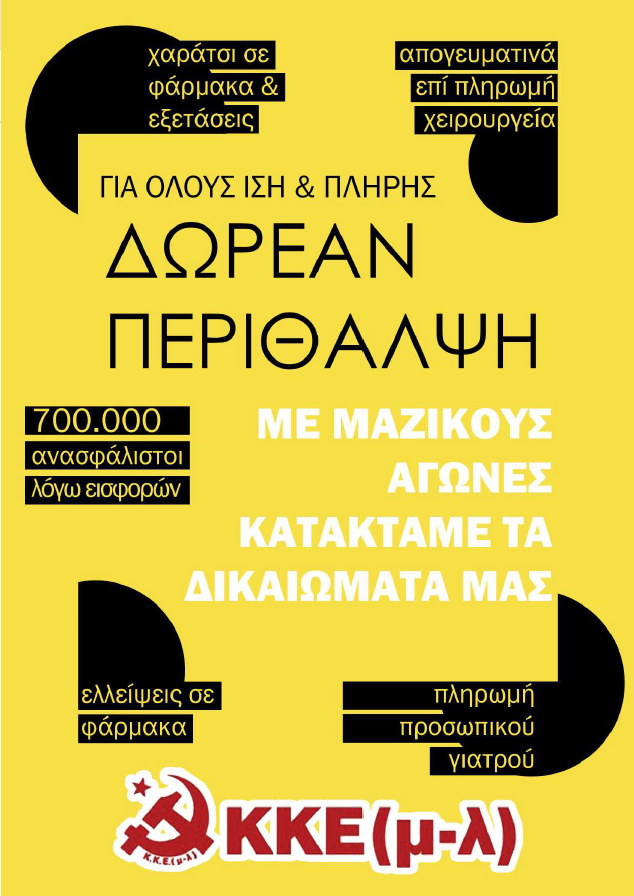 χαράτσι σε
φάρμακα &
εξετάσεις
απογευματινά
επί πληρωμή
χειρουργεία
ΓΙΑ ΟΛΟΥΣ ΙΣΗ & ΠΛΗΡΗΣ
ΔΩΡΕΑΝ
ΠΕΡΙΘΑΛΨΗ
700.000
ανασφάλιστοι
λόγω εισφορών
ΜΕ ΜΑΖΙΚΟΥΣ
ΑΓΩΝΕΣ
ΚΑΤΑΚΤΑΜΕ ΤΑ
ΔΙΚΑΙΩΜΑΤΑ ΜΑΣ
ελλείψεις σε
φάρμακα
πληρωμή
προσωπικού
γιατρού
Κ.Κ.Ε.(μ-λ)
ΚΚΕ(μ-λ)